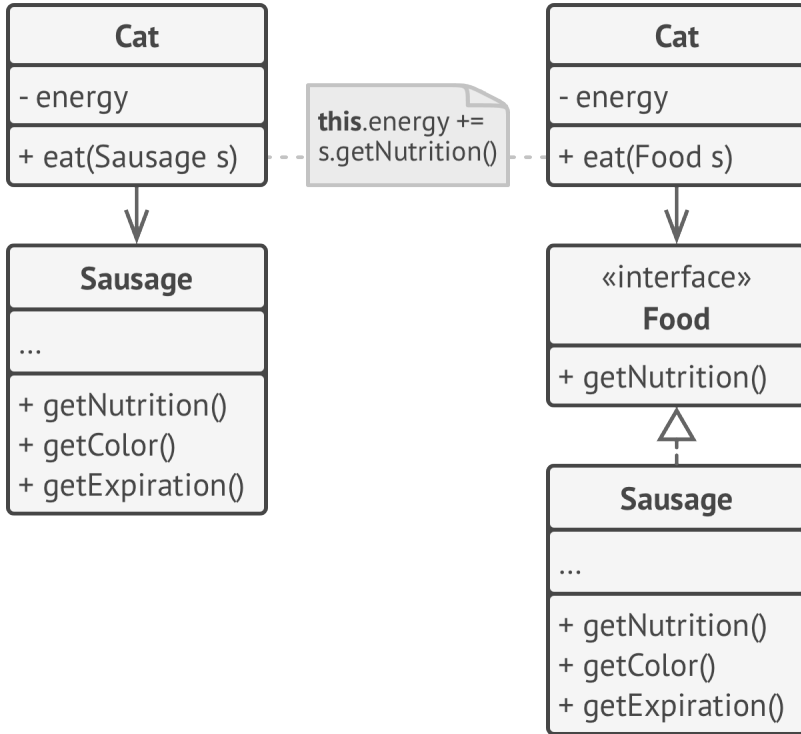 Cat
- energy
+ eat(Sausage s)
Sausage
...
+ getNutrition()
+ getColor()
+ getExpiration()
this.energy +=
s.getNutrition()
Cat
- energy
+ eat(Food s)
«interface»
Food
+ getNutrition()
Sausage
...
+ getNutrition()
+ getColor()
+ getExpiration()